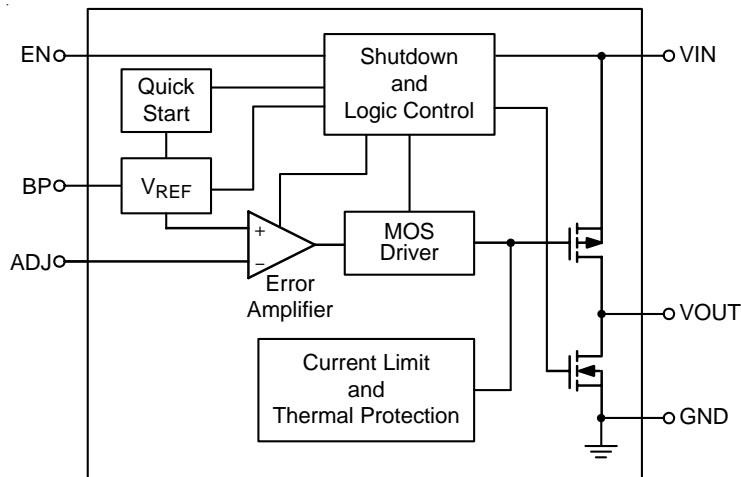 EN
Quick
Start
Shutdown
and
Logic Control
VIN
BP
VREF
ADJ
+
−
Error
Amplifier
MOS
Driver
VOUT
Current Limit
and
Thermal Protection
GND